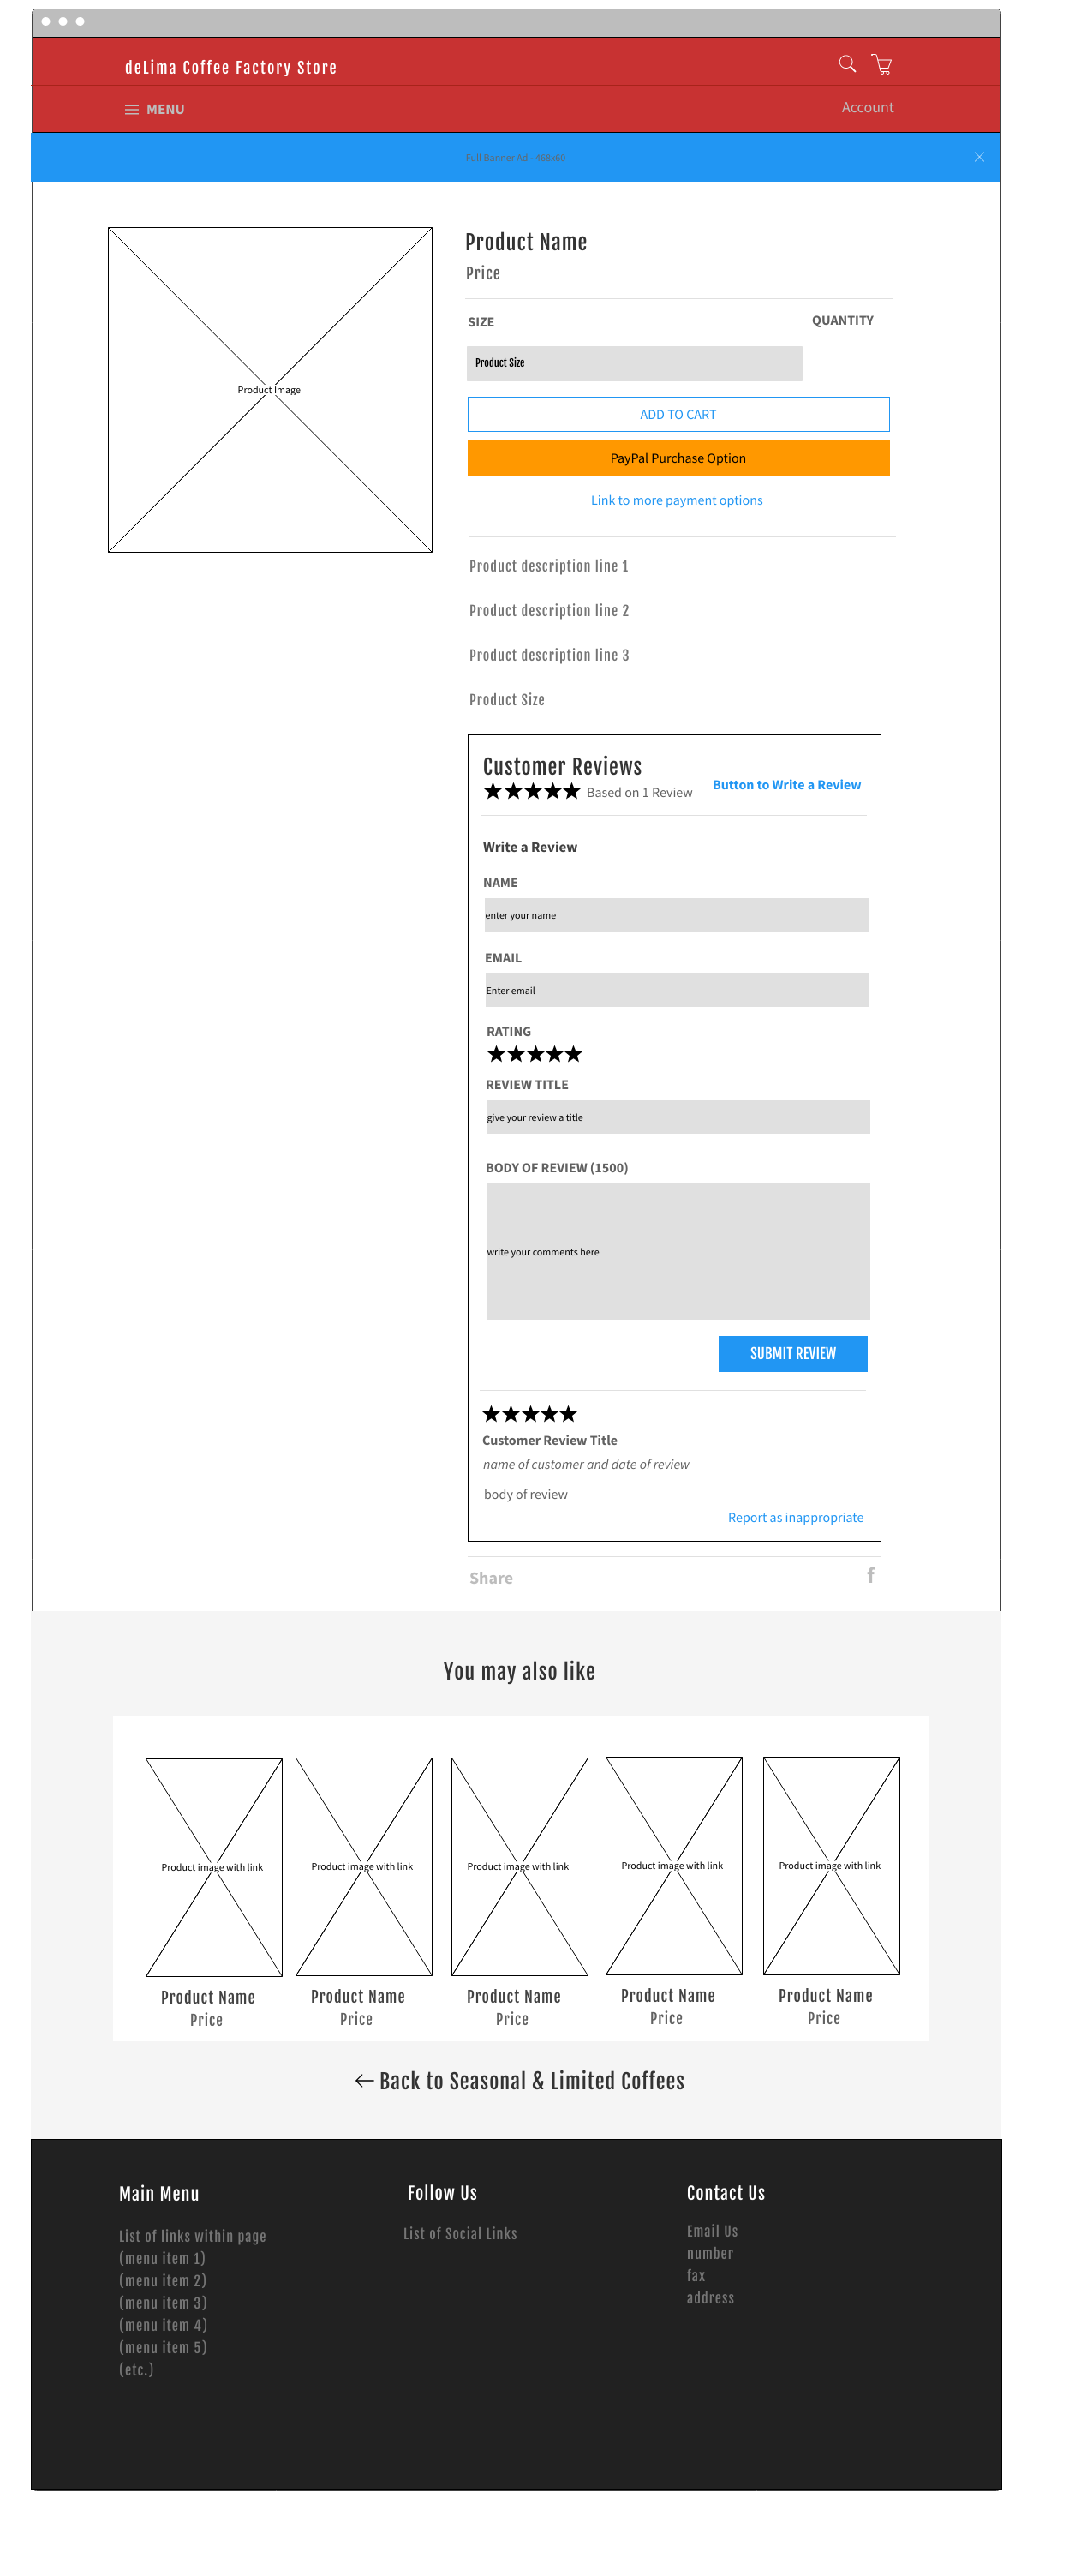 deLima Coffee Factory Store
MENU
Account
Full Banner Ad - 468x60
Product Image
Product Name
Price
SIZE
QUANTITY
Product Size
ADD TO CART
PayPal Purchase Option
Link to more payment options
Product description line 1
Product description line 2
Product description line 3
Product Size
Customer Reviews
Based on 1 Review
Button to Write a Review
Write a Review
NAME
enter your name
EMAIL
Enter email
RATING
REVIEW TITLE
give your review a title
BODY OF REVIEW (1500)
write your comments here
SUBMIT REVIEW
Customer Review Title
name of customer and date of review
body of review
Report as inappropriate
Share
You may also like
Product image with link
Product image with link
Product image with link
Product image with link
Product image with link
Product Name
Price
Product Name
Price
Product Name
Price
Product Name
Price
Product Name
Price
Back to Seasonal & Limited Coffees
Main Menu
List of links within page
(menu item 1)
(menu item 2)
(menu item 3)
(menu item 4)
(menu item 5)
(etc.)
Follow Us
List of Social Links
Contact Us
Email Us
number
fax
address